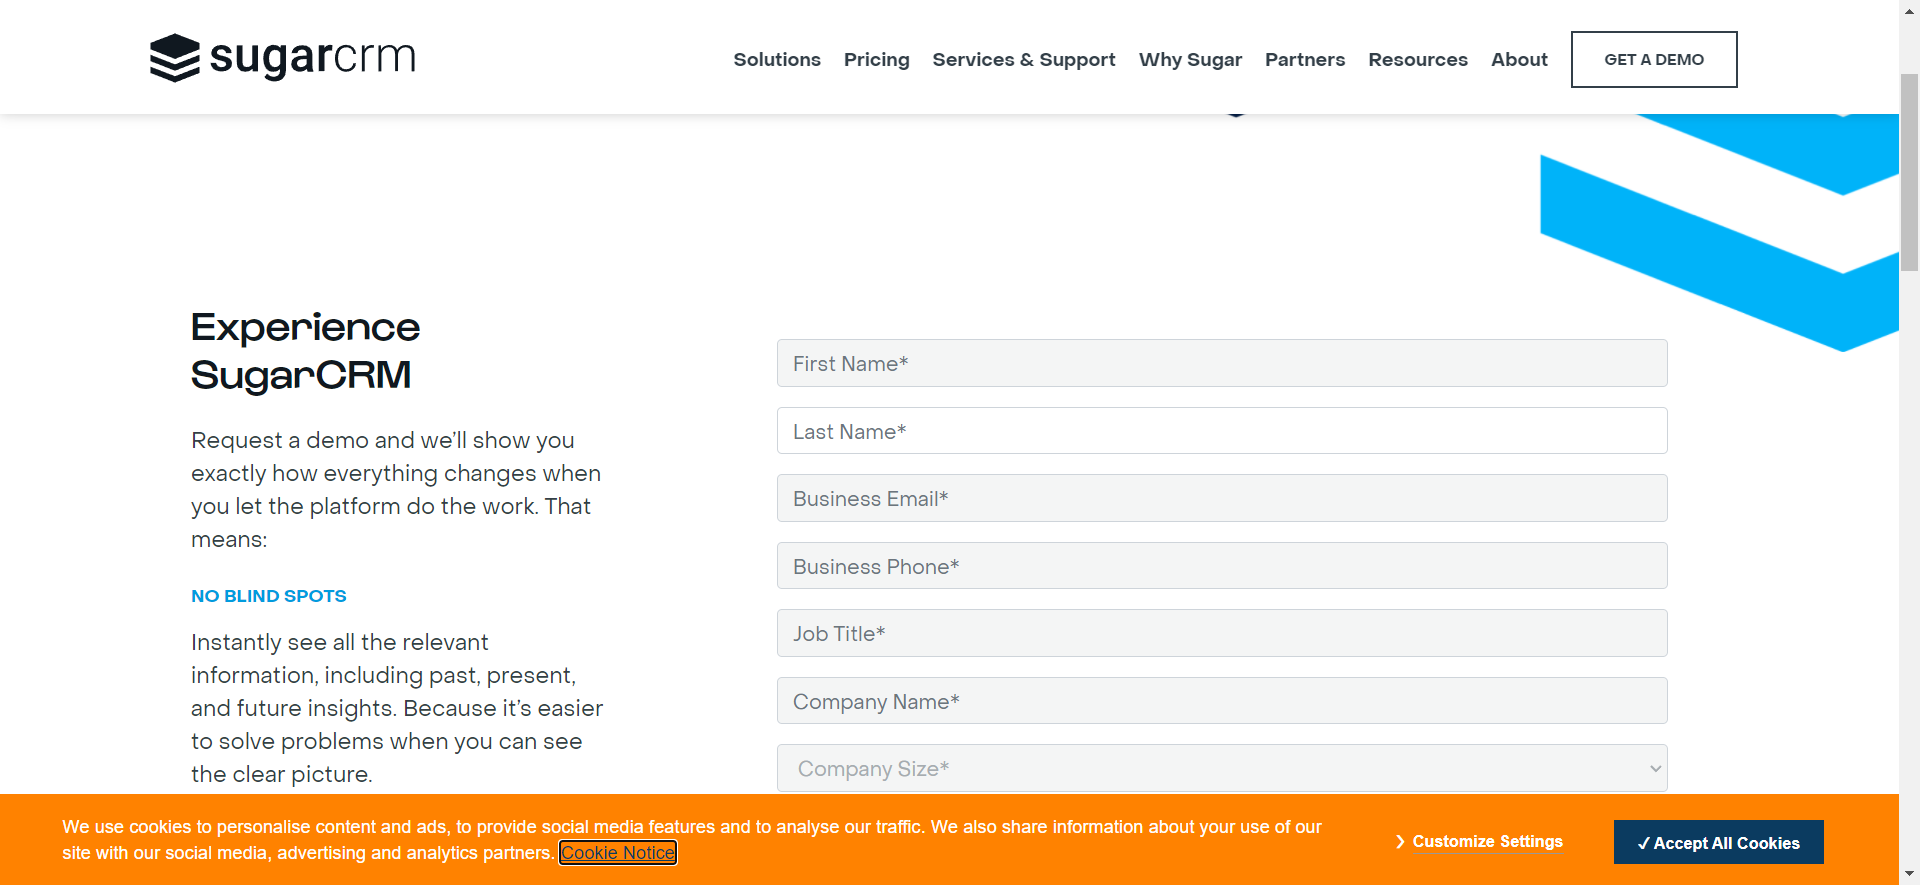 sugarcrm
Solutions Pricing Services & Support Why Sugar Partners Resources About GET A DEMO
Experience
SugarCRM
Request a demo and we’ll show you
exactly how everything changes when
you let the platform do the work. That
means:
NO BLIND SPOTS
Instantly see all the relevant
information, including past, present,
and future insights. Because it’s easier
to solve problems when you can see
the clear picture.
First Name*
Last Name*
Business Email*
Business Phone*
Job Title*
Company Name*
Company Size*
We use cookies to personalise content and ads, to provide social media features and to analyse our traffic. We also share information about your use of our
site with our social media, advertising and analytics partners. Cookie Notice
❯ Customize Settings
✓ Accept All Cookies